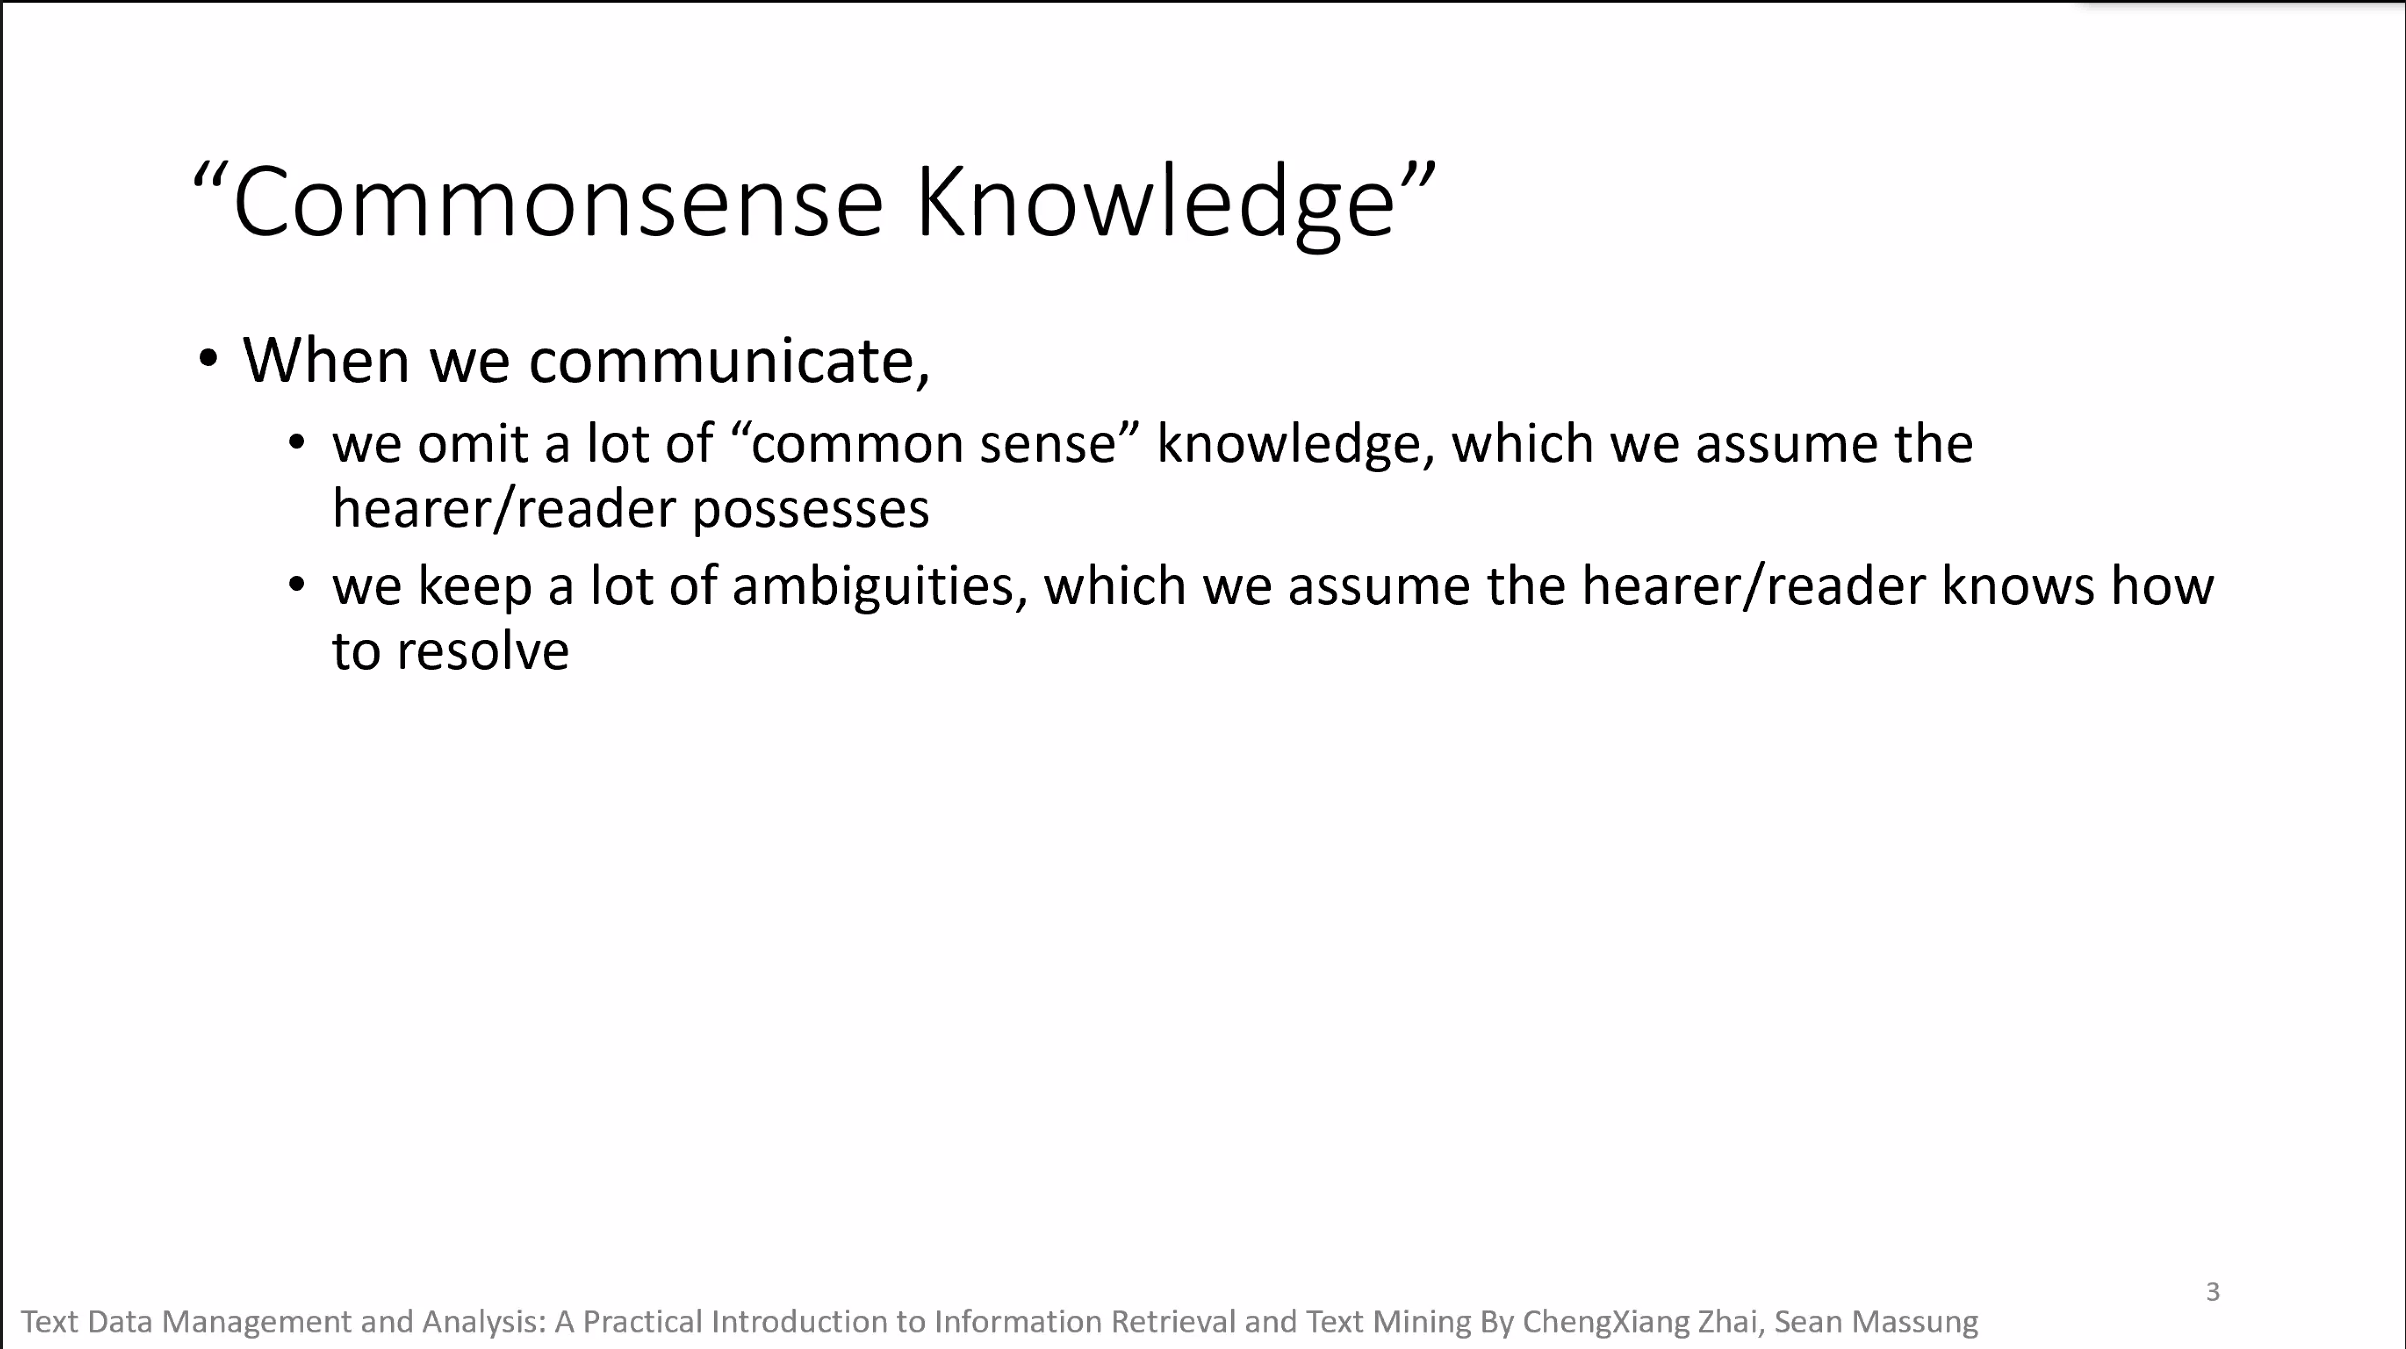 “Commonsense Knowledge”
• When we communicate,
• we omit a lot of “common sense” knowledge, which we assume the
hearer/reader possesses
• we keep a lot of ambiguities, which we assume the hearer/reader knows how
to resolve
3
Text Data Management and Analysis: A Practical Introduction to Information Retrieval and Text Mining By ChengXiang Zhai, Sean Massung